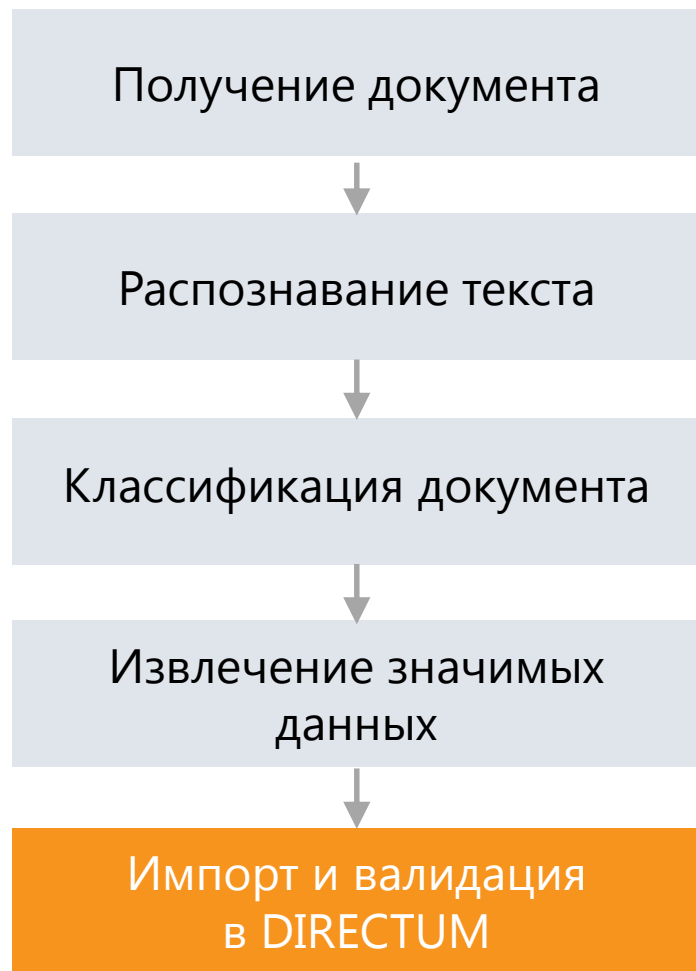 Получение документа
Распознавание текста
Классификация документа
Извлечение значимых
данных
Импорт и валидация
в DIRECTUM